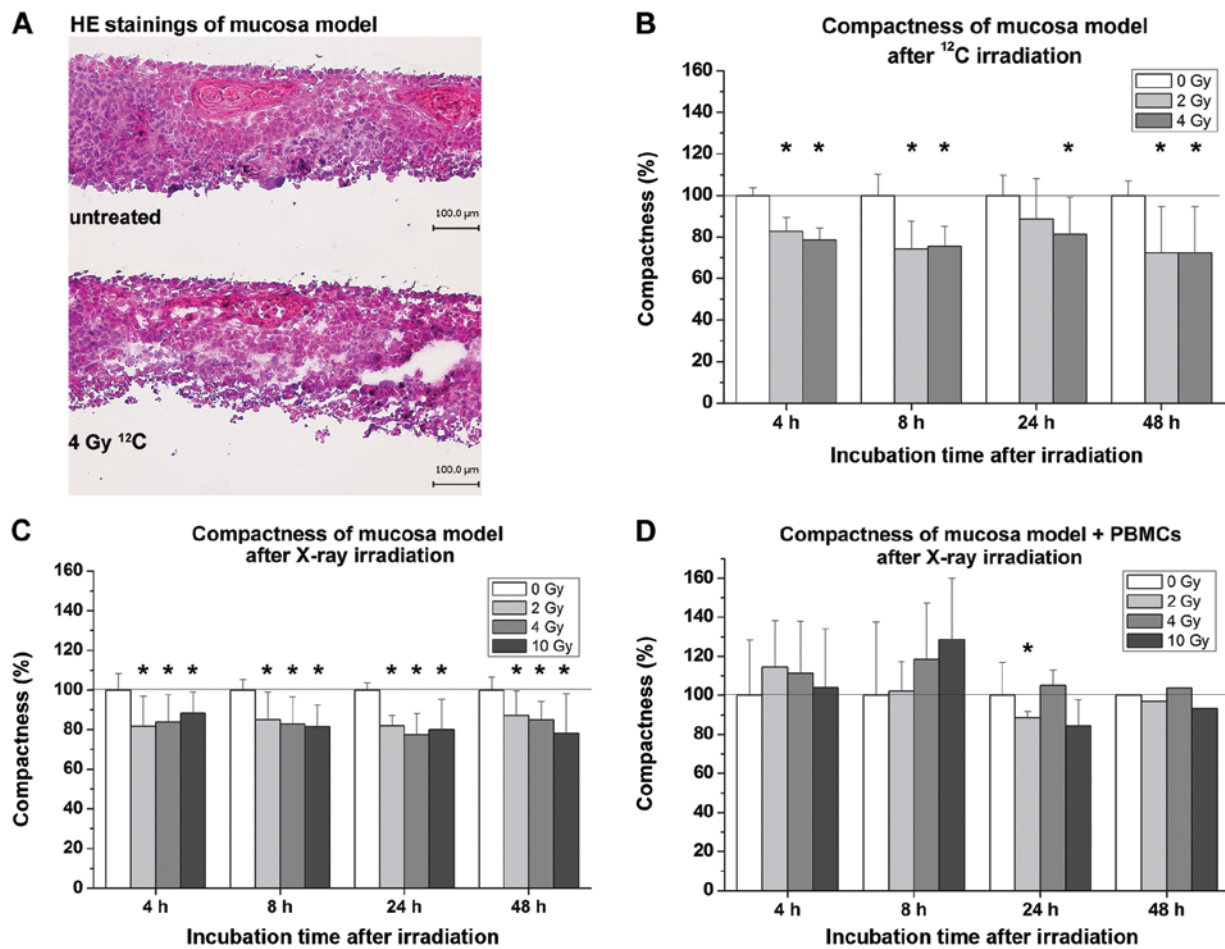 A
HE stainings of mucosa model
untreated
100.0 µm
4 Gy ¹²C
100.0 µm
B
Compactness of mucosa model
after ¹²C irradiation
160
140
120
100
80
60
40
20
0
Compactness (%)
0 Gy
2 Gy
4 Gy
* * * * * * *
4 h 8 h 24 h 48 h
Incubation time after irradiation
C
Compactness of mucosa model
after X-ray irradiation
160
140
120
100
80
60
40
20
0
Compactness (%)
0 Gy
2 Gy
4 Gy
10 Gy
* * * * * * * * * * * *
4 h 8 h 24 h 48 h
Incubation time after irradiation
D
Compactness of mucosa model + PBMCs
after X-ray irradiation
160
140
120
100
80
60
40
20
0
Compactness (%)
0 Gy
2 Gy
4 Gy
10 Gy
*
4 h 8 h 24 h 48 h
Incubation time after irradiation